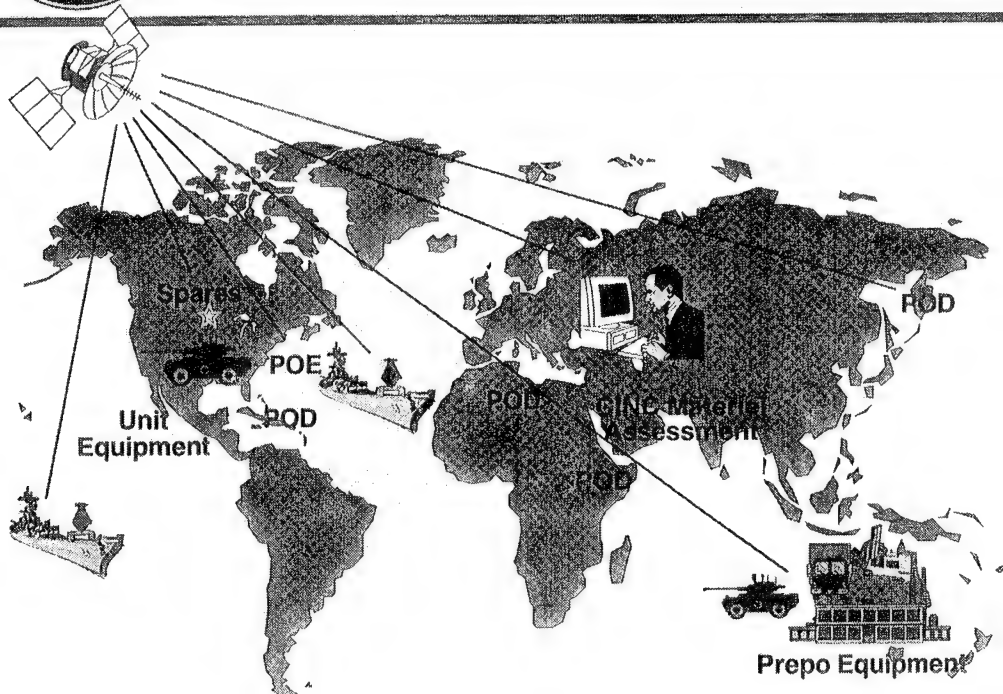 Spares
POD
POE
POD
CINC Materiel
Assessment
Unit
Equipment
POD
POD
Prepo Equipment